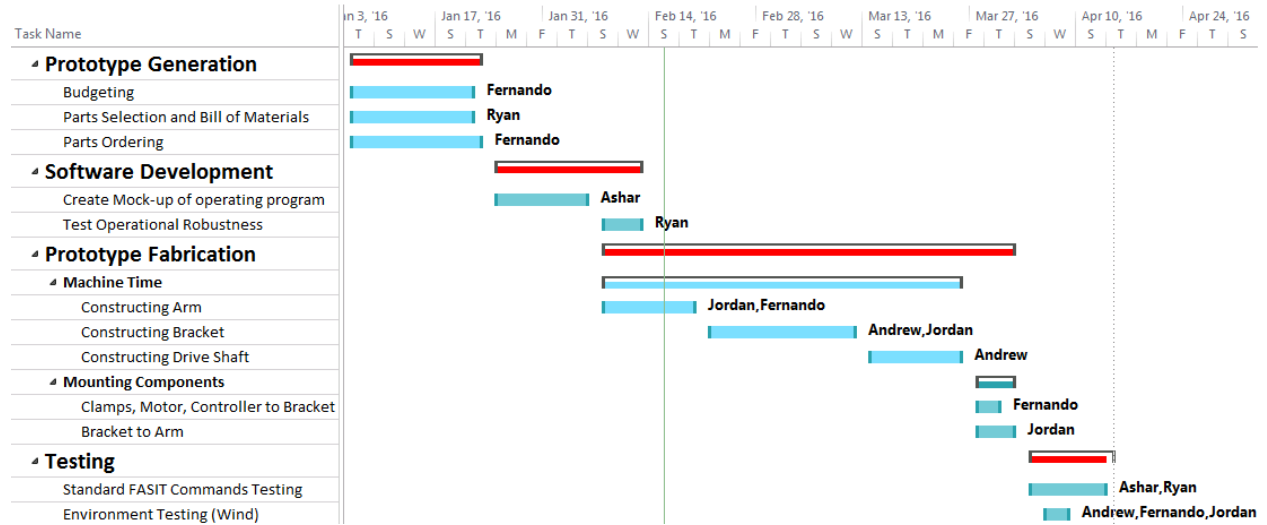 n 3, '16 Jan 17, '16 Jan 31, '16 Feb 14, '16 Feb 28, '16 Mar 13, '16 Mar 27, '16 Apr 10, '16 Apr 24, '16
Task Name T S W S T M F T S W S T M F T S W S T M F T S W S T M F T S
Prototype Generation
Budgeting Fernando
Parts Selection and Bill of Materials Ryan
Parts Ordering Fernando
Software Development
Create Mock-up of operating program Ashar
Test Operational Robustness Ryan
Prototype Fabrication
Machine Time
Constructing Arm Jordan,Fernando
Constructing Bracket Andrew,Jordan
Constructing Drive Shaft Andrew
Mounting Components
Clamps, Motor, Controller to Bracket Fernando
Bracket to Arm Jordan
Testing
Standard FASIT Commands Testing Ashar,Ryan
Environment Testing (Wind) Andrew,Fernando,Jordan